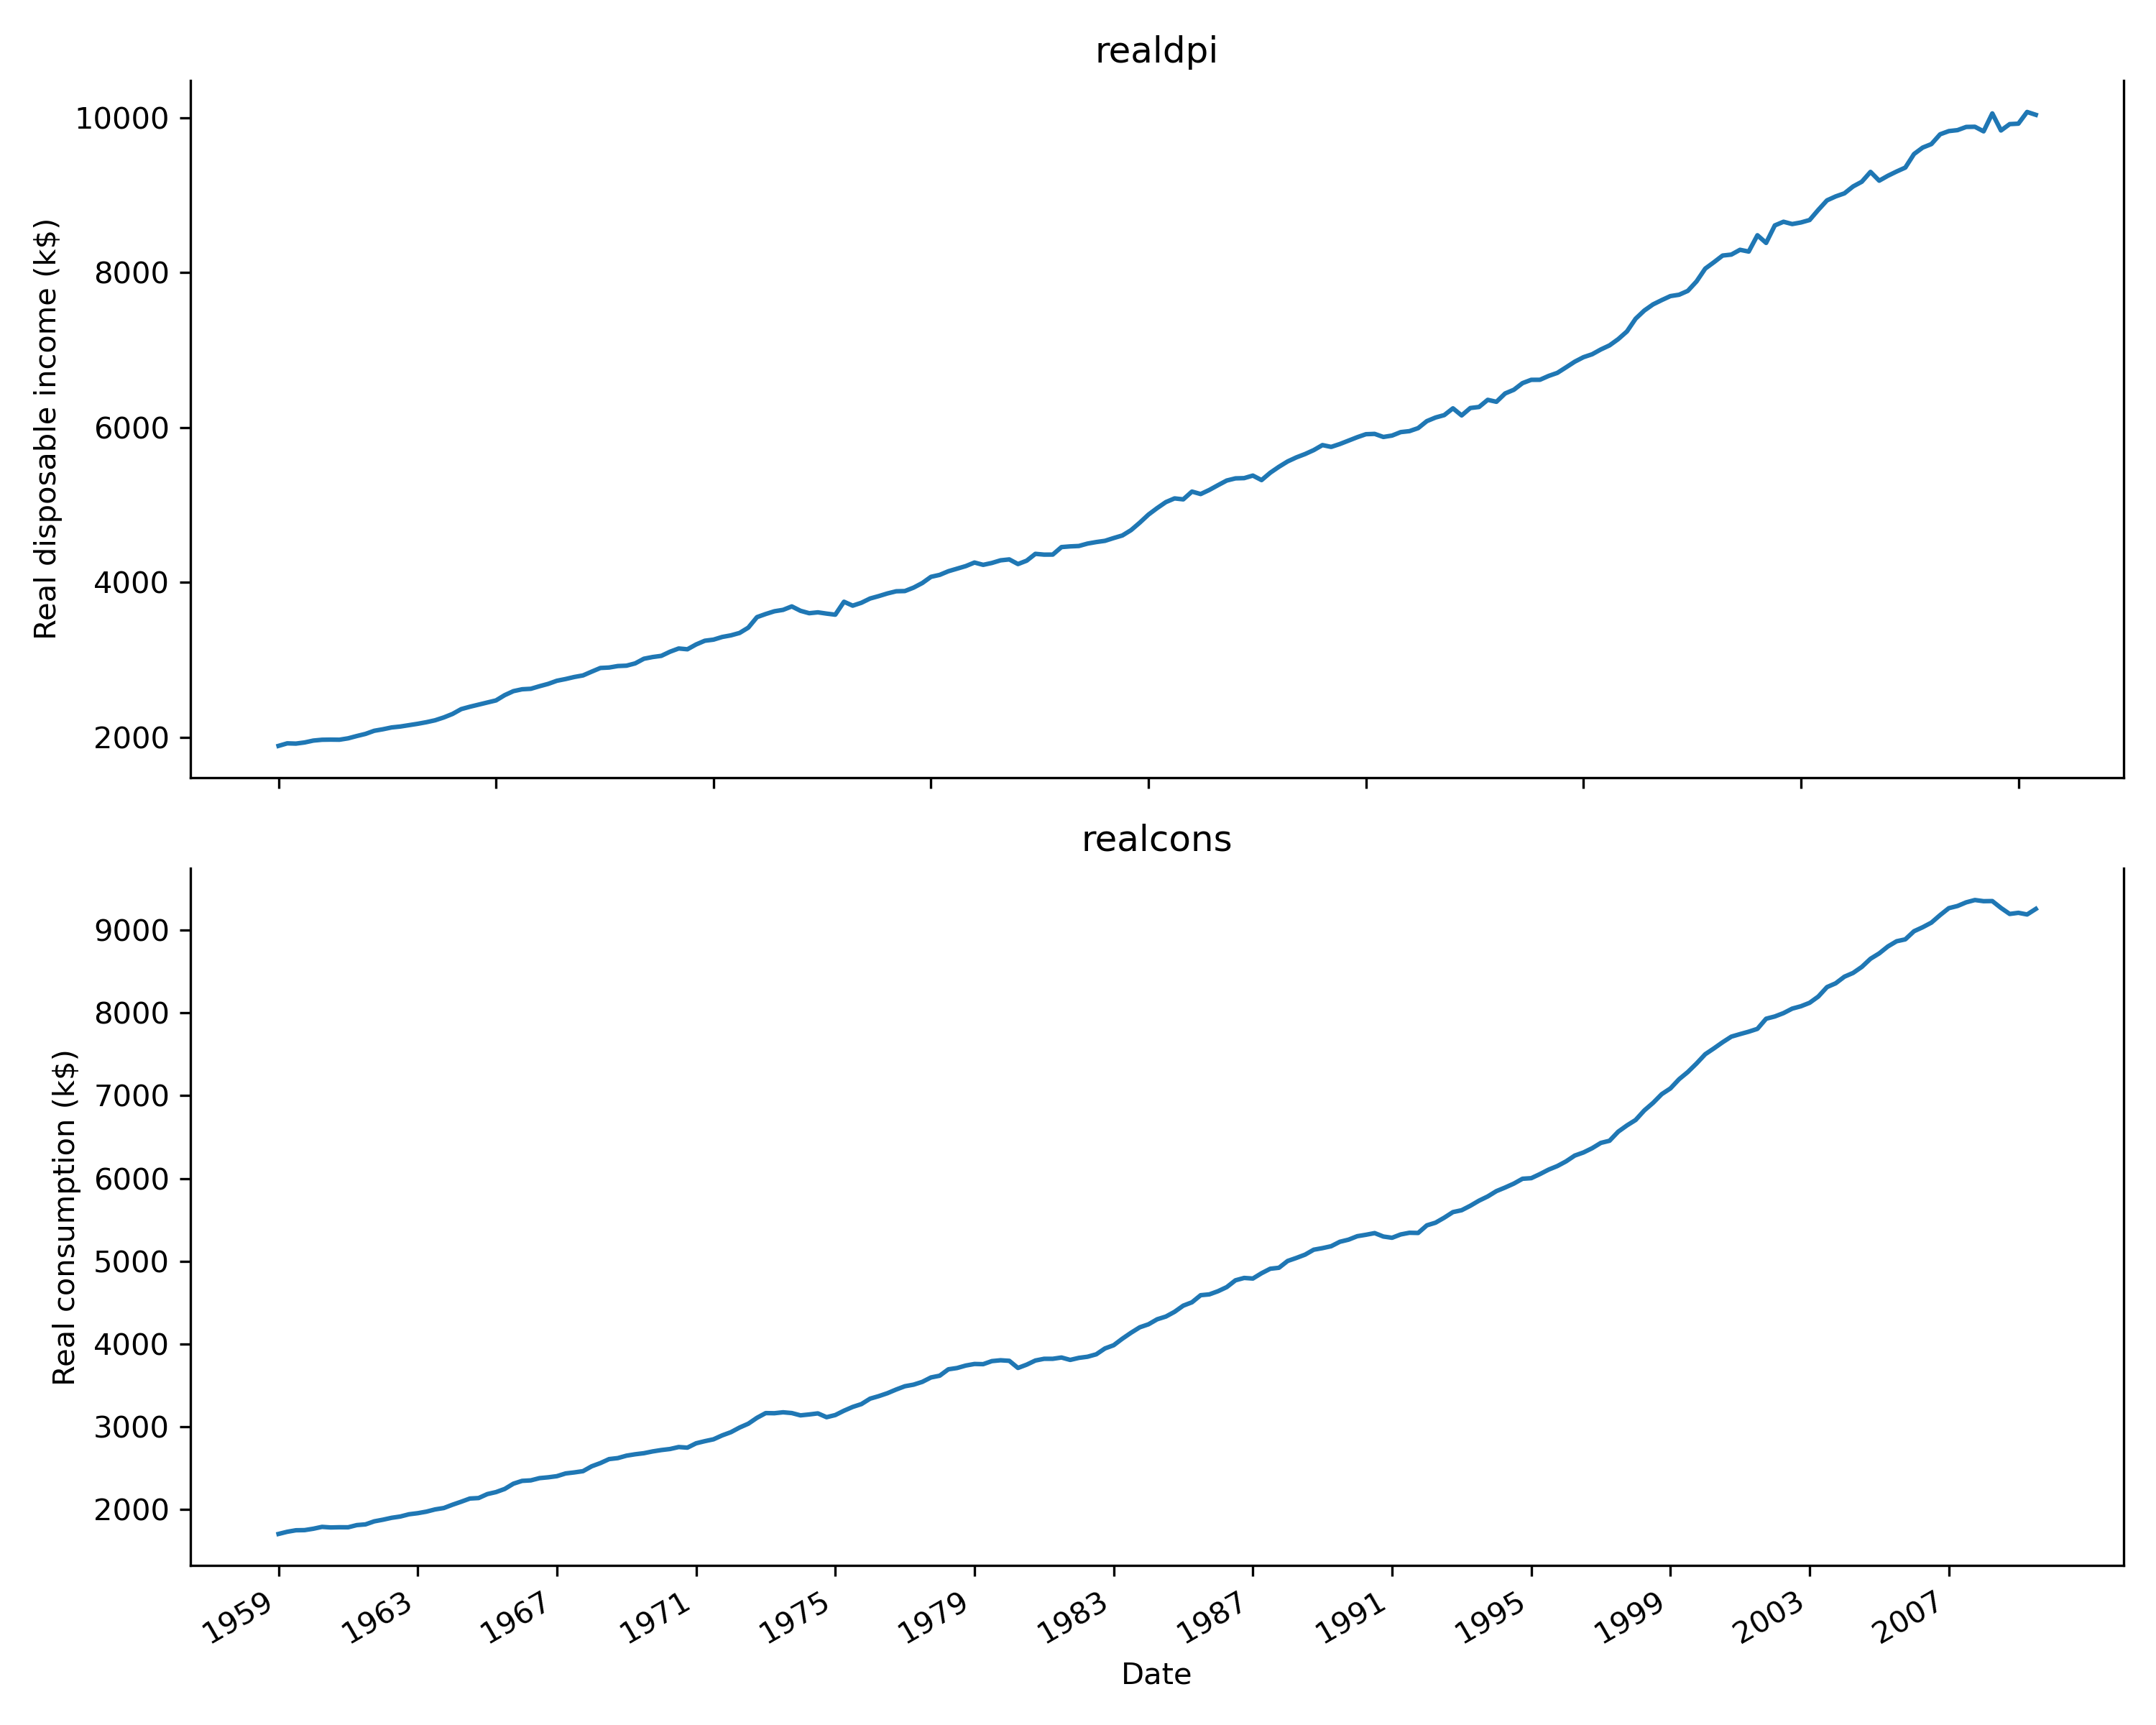 realdpi
Real disposable income (k$)
10000
8000
6000
4000
2000
realcons
Real consumption (k$)
9000
8000
7000
6000
5000
4000
3000
2000
1959 1963 1967 1971 1975 1979 1983 1987 1991 1995 1999 2003 2007
Date